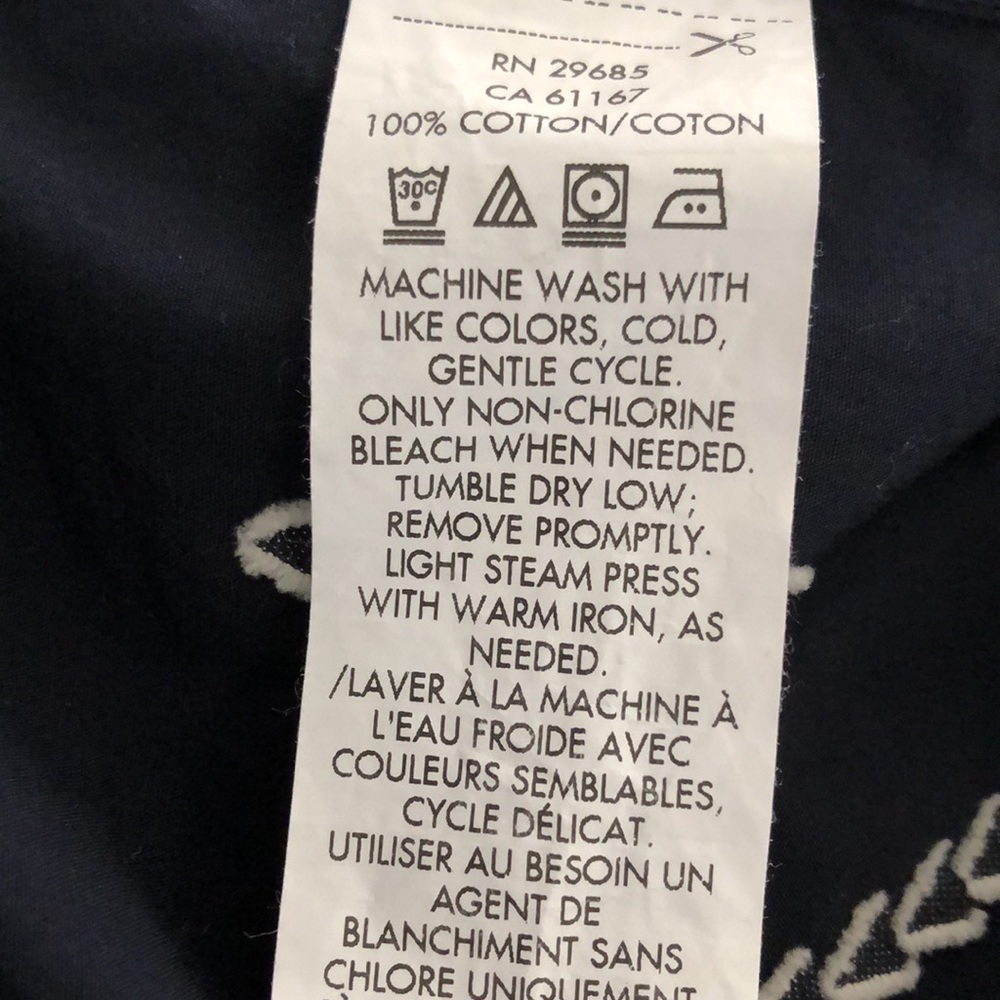 RN 29685
CA 61167
100% COTTON/COTON
30C
MACHINE WASH WITH
LIKE COLORS, COLD,
GENTLE CYCLE.
ONLY NON-CHLORINE
BLEACH WHEN NEEDED.
TUMBLE DRY LOW;
REMOVE PROMPTLY.
LIGHT STEAM PRESS
WITH WARM IRON, AS
NEEDED.
/LAVER À LA MACHINE À
L'EAU FROIDE AVEC
COULEURS SEMBLABLES,
CYCLE DÉLICAT.
UTILISER AU BESOIN UN
AGENT DE
BLANCHIMENT SANS
CHLORE UNIQUEMENT